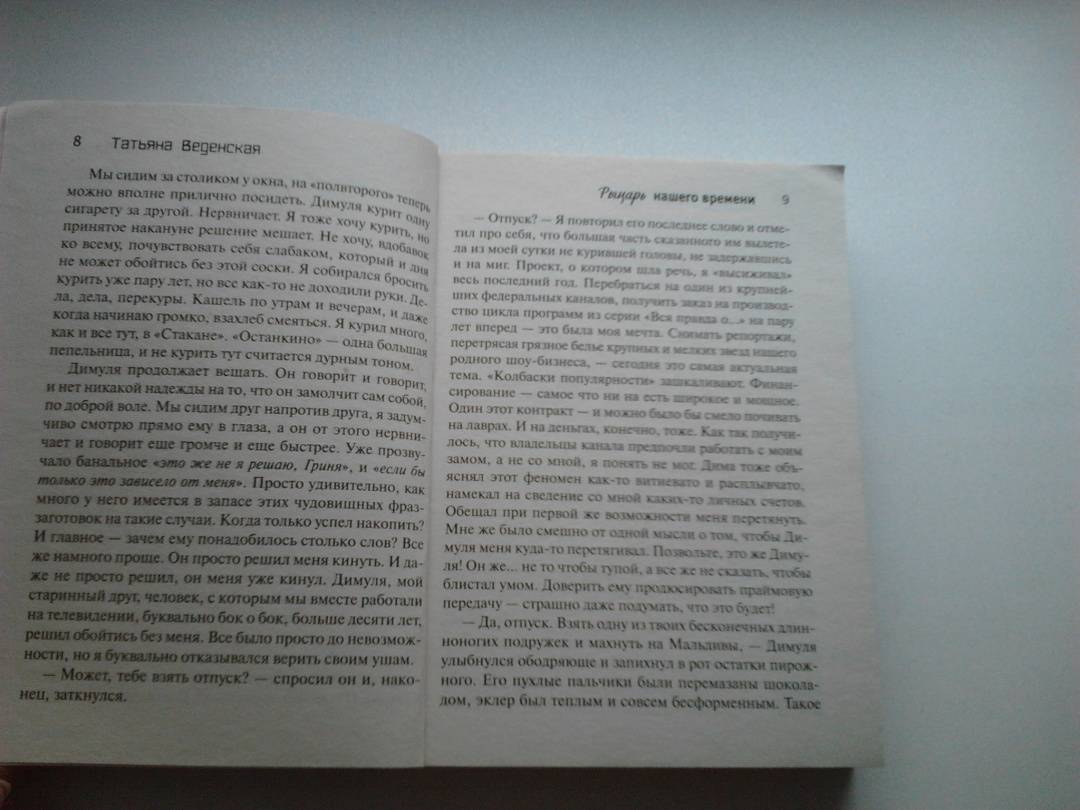 8 Татьяна Веденская
Мы сидим за столиком у окна, на «полвторого» теперь
можно вполне прилично посидеть. Димуля курит одну
сигарету за другой. Нервничает. Я тоже хочу курить, но
принятое накануне решение мешает. Не хочу, вдобавок
ко всему, почувствовать себя слабаком, который и дня
не может обойтись без этой соски. Я собирался бросить
курить уже пару лет, но все как-то не доходили руки. Де-
ла, дела, перекуры. Кашель по утрам и вечерам, и даже
когда начинаю громко, взахлеб смеяться. Я курил много,
как и все тут, в «Стакане». «Останкино» — одна большая
пепельница, и не курить тут считается дурным тоном.
Димуля продолжает вещать. Он говорит и говорит,
и нет никакой надежды на то, что он замолчит сам собой,
по доброй воле. Мы сидим друг напротив друга, я задум-
чиво смотрю прямо ему в глаза, а он от этого нервни-
чает и говорит еще громче и еще быстрее. Уже прозву-
чало банальное «это же не я решаю, Гриня», и «если бы
только это зависело от меня». Просто удивительно, как
много у него имеется в запасе этих чудовищных фраз-
заготовок на такие случаи. Когда только успел накопить?
И главное — зачем ему понадобилось столько слов? Все
же намного проще. Он просто решил меня кинуть. И да-
же не просто решил, он меня уже кинул. Димуля, мой
старинный друг, человек, с которым мы вместе работали
на телевидении, буквально бок о бок, больше десяти лет,
решил обойтись без меня. Все было просто до невозмож-
ности, но я буквально отказывался верить своим ушам.
— Может, тебе взять отпуск? — спросил он и, нако-
нец, заткнулся.
Рыцарь нашего времени 9
— Отпуск? — Я повторил его последнее слово и отме-
тил про себя, что большая часть сказанного им вылете-
ла из моей сутки не курившей головы, не задержавшись
и на миг. Проект, о котором шла речь, я «высиживал»
весь последний год. Перебраться на один из крупней-
ших федеральных каналов, получить заказ на производ-
ство цикла программ из серии «Вся правда о...» на пару
лет вперед — это была моя мечта. Снимать репортажи,
перетрясая грязное белье крупных и мелких звезд нашего
родного шоу-бизнеса, — сегодня это самая актуальная
тема. «Колбаски популярности» зашкаливают. Финан-
сирование — самое что ни на есть широкое и мощное.
Один этот контракт — и можно было бы смело почивать
на лаврах. И на деньгах, конечно, тоже. Как так получи-
лось, что владельцы канала предпочли работать с моим
замом, а не со мной, я понять не мог. Дима тоже объ-
яснял этот феномен как-то витиевато и расплывчато,
намекал на сведение со мной каких-то личных счетов.
Обещал при первой же возможности меня перетянуть.
Мне же было смешно от одной мысли о том, чтобы Ди-
муля меня куда-то перетягивал. Позвольте, это же Диму-
ля! Он же... не то чтобы тупой, а все же не сказать, чтобы
блистал умом. Доверить ему продюсировать праймовую
передачу — страшно даже подумать, что это будет!
— Да, отпуск. Взять одну из твоих бесконечных длин-
ноногих подружек и махнуть на Мальдивы, — Димуля
улыбнулся ободряюще и запихнул в рот остатки пирож-
ного. Его пухлые пальчики были перемазаны шокола-
дом, эклер был теплым и совсем бесформенным. Такое